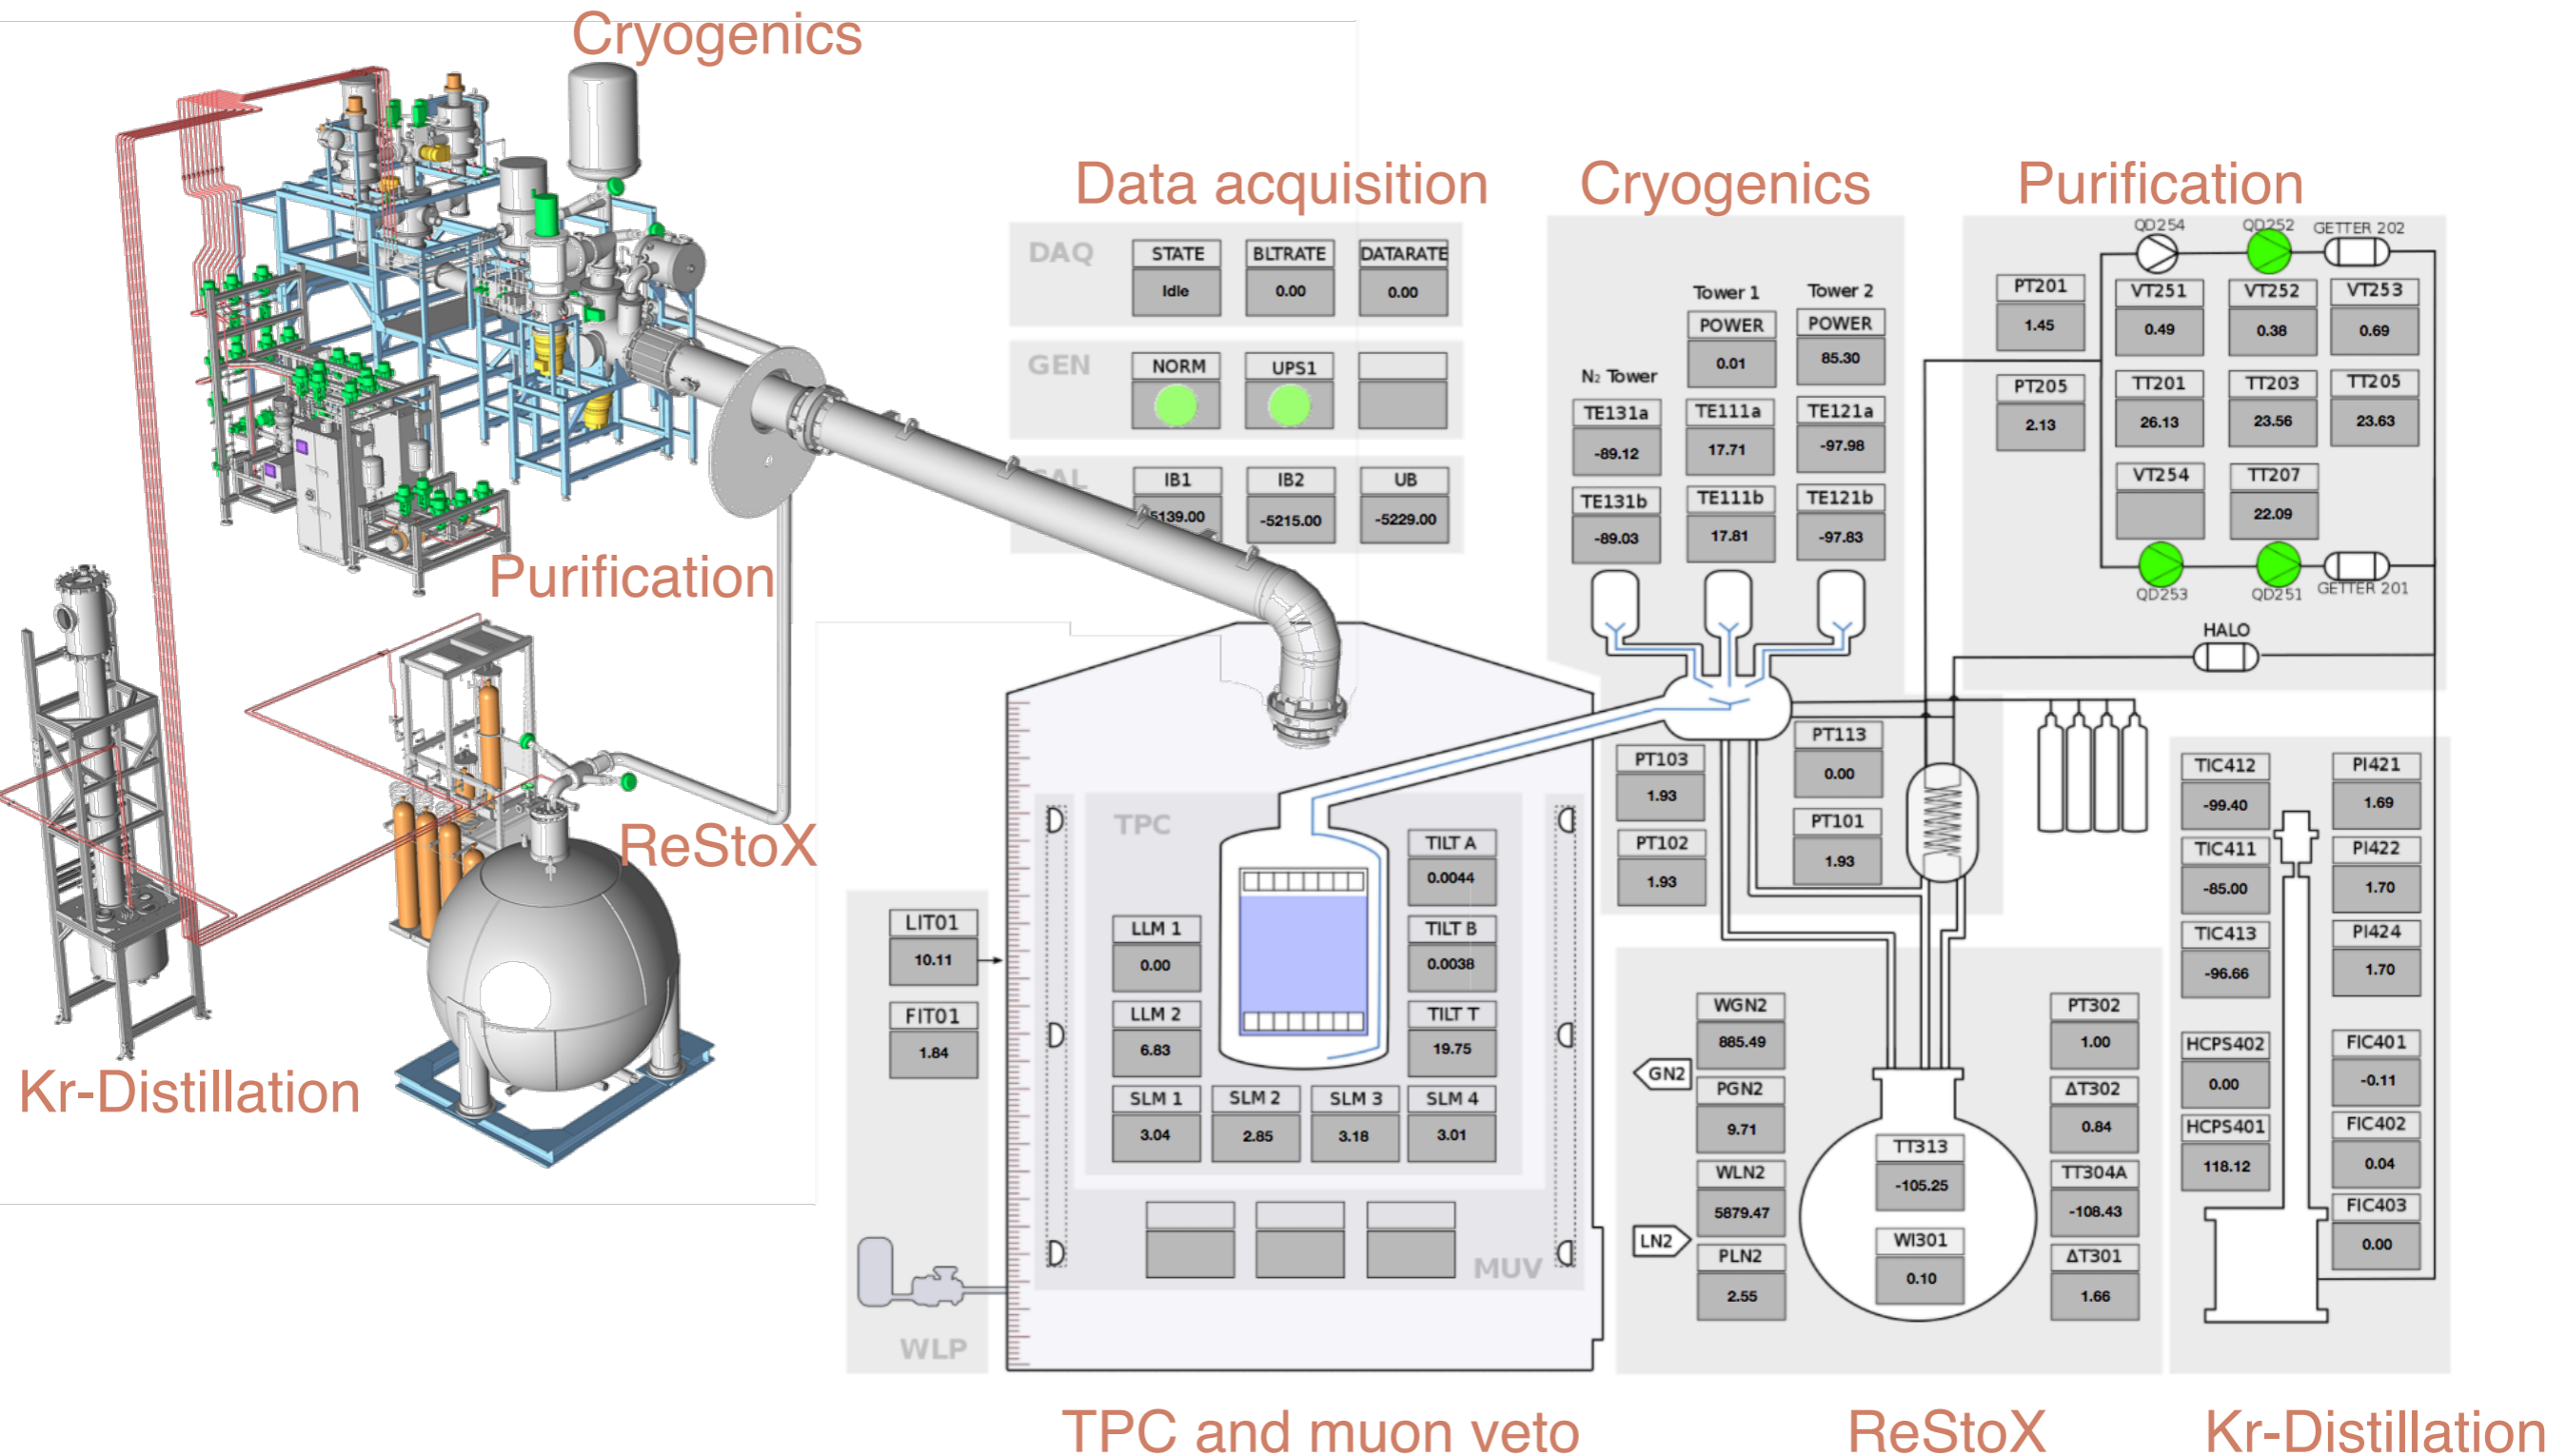 Cryogenics
Purification
ReStoX
Kr-Distillation
Data acquisition
DAQ
STATE
Idle
BLTRATE
0.00
DATARATE
0.00
GEN
NORM
UPS1
IB1
5139.00
IB2
-5215.00
UB
-5229.00
Cryogenics
Tower 1
Tower 2
POWER
0.01
POWER
85.30
N₂ Tower
TE131a
-89.12
TE111a
17.71
TE121a
-97.98
TE131b
-89.03
TE111b
17.81
TE121b
-97.83
PT103
1.93
PT113
0.00
PT102
1.93
PT101
1.93
Purification
QD254
QD252
GETTER 202
PT201
1.45
VT251
0.49
VT252
0.38
VT253
0.69
PT205
2.13
TT201
26.13
TT203
23.56
TT205
23.63
VT254
TT207
22.09
QD253
QD251
GETTER 201
HALO
LIT01
10.11
FIT01
1.84
WLP
TPC
TILT A
0.0044
LLM 1
0.00
TILT B
0.0038
LLM 2
6.83
TILT T
19.75
SLM 1
3.04
SLM 2
2.85
SLM 3
3.18
SLM 4
3.01
MUV
TPC and muon veto
GN2
LN2
WGN2
885.49
PGN2
9.71
WLN2
5879.47
PLN2
2.55
TT313
-105.25
WI301
0.10
PT302
1.00
ΔT302
0.84
TT304A
-108.43
ΔT301
1.66
ReStoX
TIC412
-99.40
PI421
1.69
TIC411
-85.00
PI422
1.70
TIC413
-96.66
PI424
1.70
HCPS402
0.00
FIC401
-0.11
HCPS401
118.12
FIC402
0.04
FIC403
0.00
Kr-Distillation